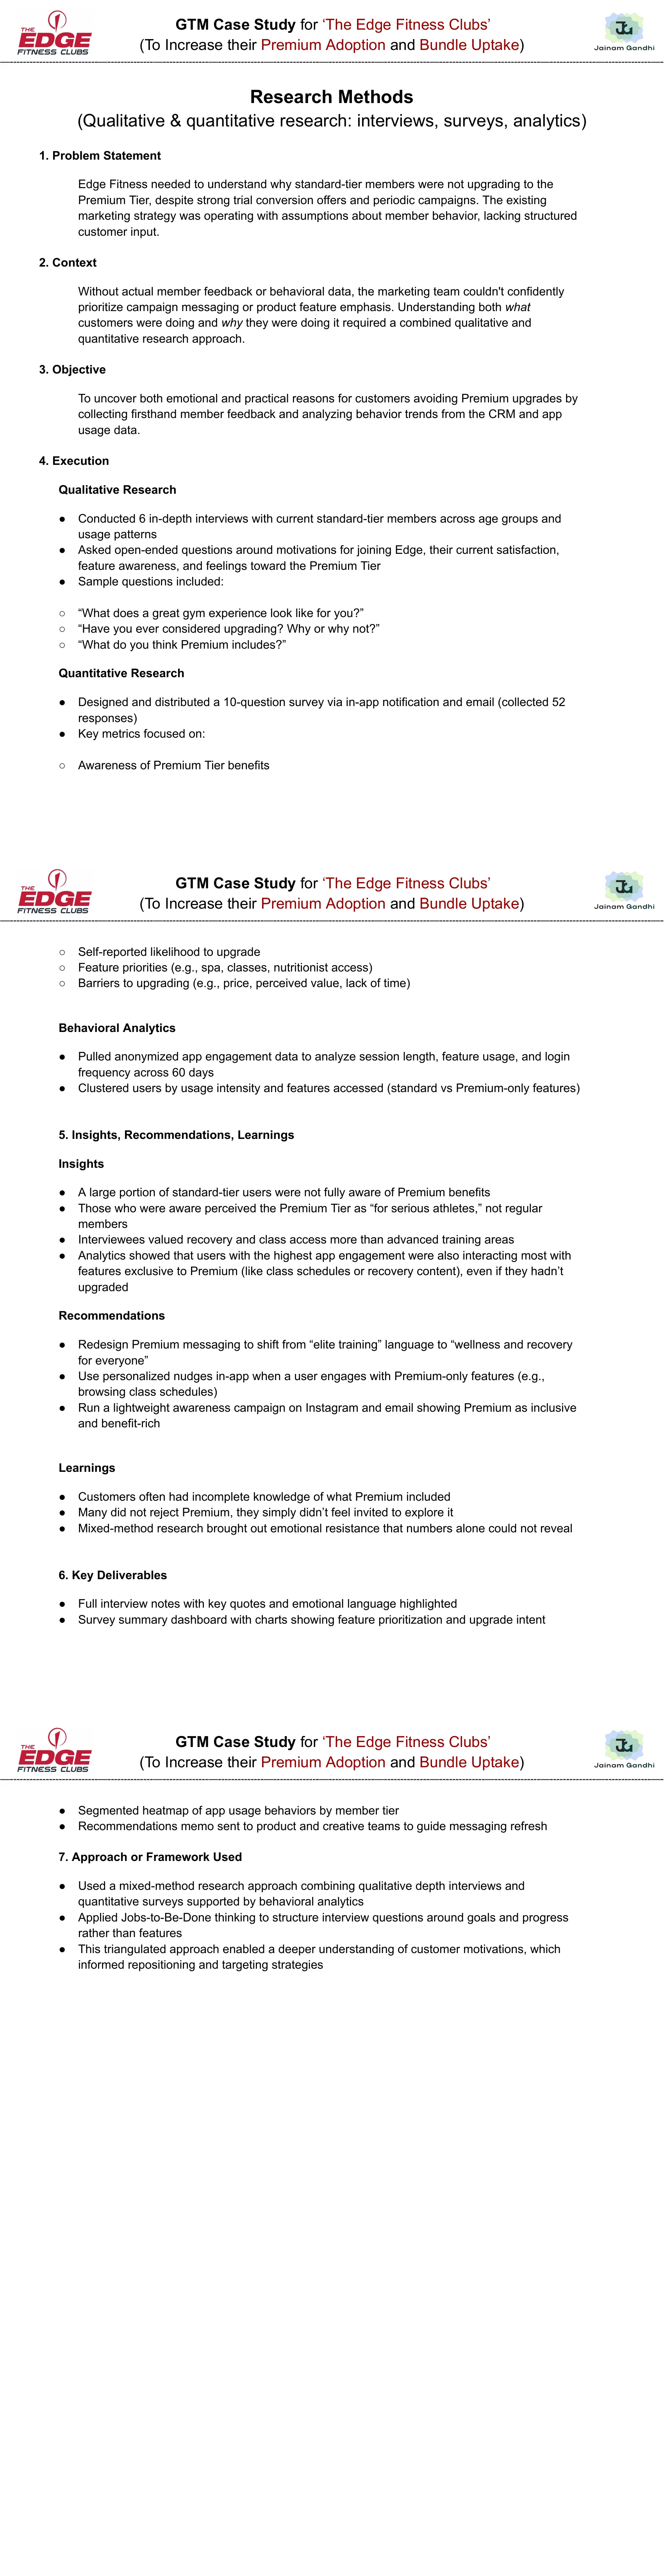 THE
EDGE
FITNESS CLUBS
GTM Case Study for ‘The Edge Fitness Clubs’
(To Increase their Premium Adoption and Bundle Uptake)
JG
Jainam Gandhi
Research Methods
(Qualitative & quantitative research: interviews, surveys, analytics)
1. Problem Statement
Edge Fitness needed to understand why standard-tier members were not upgrading to the
Premium Tier, despite strong trial conversion offers and periodic campaigns. The existing
marketing strategy was operating with assumptions about member behavior, lacking structured
customer input.
2. Context
Without actual member feedback or behavioral data, the marketing team couldn't confidently
prioritize campaign messaging or product feature emphasis. Understanding both what
customers were doing and why they were doing it required a combined qualitative and
quantitative research approach.
3. Objective
To uncover both emotional and practical reasons for customers avoiding Premium upgrades by
collecting firsthand member feedback and analyzing behavior trends from the CRM and app
usage data.
4. Execution
Qualitative Research
● Conducted 6 in-depth interviews with current standard-tier members across age groups and
usage patterns
● Asked open-ended questions around motivations for joining Edge, their current satisfaction,
feature awareness, and feelings toward the Premium Tier
● Sample questions included:
○ “What does a great gym experience look like for you?”
○ “Have you ever considered upgrading? Why or why not?”
○ “What do you think Premium includes?”
Quantitative Research
● Designed and distributed a 10-question survey via in-app notification and email (collected 52
responses)
● Key metrics focused on:
○ Awareness of Premium Tier benefits
THE
EDGE
FITNESS CLUBS
GTM Case Study for ‘The Edge Fitness Clubs’
(To Increase their Premium Adoption and Bundle Uptake)
JG
Jainam Gandhi
○ Self-reported likelihood to upgrade
○ Feature priorities (e.g., spa, classes, nutritionist access)
○ Barriers to upgrading (e.g., price, perceived value, lack of time)
Behavioral Analytics
● Pulled anonymized app engagement data to analyze session length, feature usage, and login
frequency across 60 days
● Clustered users by usage intensity and features accessed (standard vs Premium-only features)
5. Insights, Recommendations, Learnings
Insights
● A large portion of standard-tier users were not fully aware of Premium benefits
● Those who were aware perceived the Premium Tier as “for serious athletes,” not regular
members
● Interviewees valued recovery and class access more than advanced training areas
● Analytics showed that users with the highest app engagement were also interacting most with
features exclusive to Premium (like class schedules or recovery content), even if they hadn’t
upgraded
Recommendations
● Redesign Premium messaging to shift from “elite training” language to “wellness and recovery
for everyone”
● Use personalized nudges in-app when a user engages with Premium-only features (e.g.,
browsing class schedules)
● Run a lightweight awareness campaign on Instagram and email showing Premium as inclusive
and benefit-rich
Learnings
● Customers often had incomplete knowledge of what Premium included
● Many did not reject Premium, they simply didn’t feel invited to explore it
● Mixed-method research brought out emotional resistance that numbers alone could not reveal
6. Key Deliverables
● Full interview notes with key quotes and emotional language highlighted
● Survey summary dashboard with charts showing feature prioritization and upgrade intent
THE
EDGE
FITNESS CLUBS
GTM Case Study for ‘The Edge Fitness Clubs’
(To Increase their Premium Adoption and Bundle Uptake)
JG
Jainam Gandhi
● Segmented heatmap of app usage behaviors by member tier
● Recommendations memo sent to product and creative teams to guide messaging refresh
7. Approach or Framework Used
● Used a mixed-method research approach combining qualitative depth interviews and
quantitative surveys supported by behavioral analytics
● Applied Jobs-to-Be-Done thinking to structure interview questions around goals and progress
rather than features
● This triangulated approach enabled a deeper understanding of customer motivations, which
informed repositioning and targeting strategies